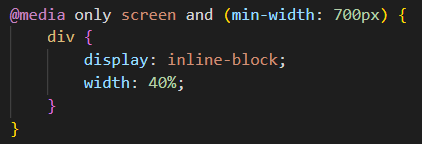 @media only screen and (min-width: 700px) {
    div {
        display: inline-block;
        width: 40%;
    }
}